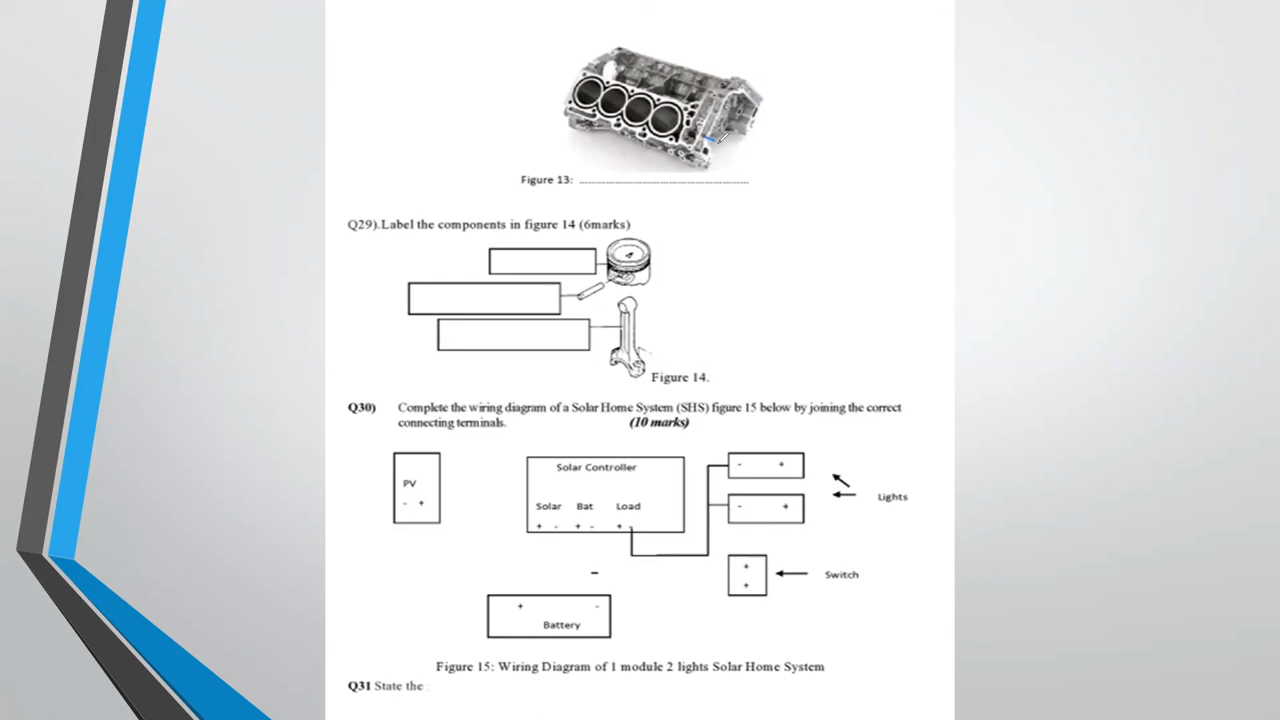 Figure 13: ................................................
Q29).Label the components in figure 14 (6marks)
Figure 14.
Q30) Complete the wiring diagram of a Solar Home System (SHS) figure 15 below by joining the correct
connecting terminals. (10 marks)
PV
- +
Solar Controller
Solar Bat Load
+ - + - + -
- +
- +
Lights
+
+
Switch
-
+ -
Battery
Figure 15: Wiring Diagram of 1 module 2 lights Solar Home System
Q31 State the